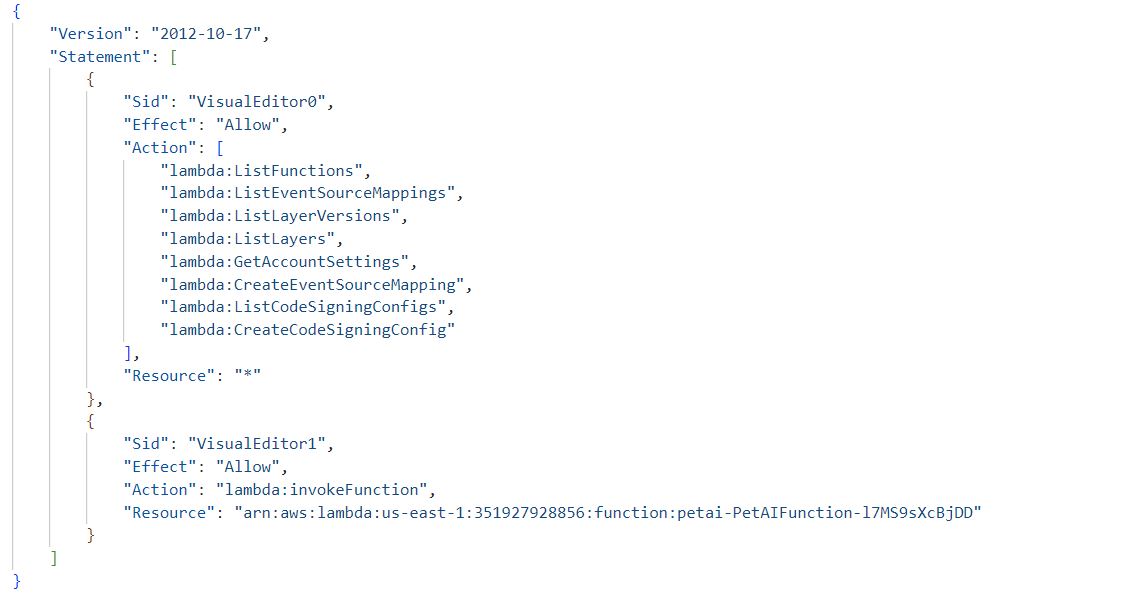 {
"Version": "2012-10-17",
"Statement": [
{
"Sid": "VisualEditor0",
"Effect": "Allow",
"Action": [
"lambda:ListFunctions",
"lambda:ListEventSourceMappings",
"lambda:ListLayerVersions",
"lambda:ListLayers",
"lambda:GetAccountSettings",
"lambda:CreateEventSourceMapping",
"lambda:ListCodeSigningConfigs",
"lambda:CreateCodeSigningConfig"
],
"Resource": "*"
},
{
"Sid": "VisualEditor1",
"Effect": "Allow",
"Action": "lambda:invokeFunction",
"Resource": "arn:aws:lambda:us-east-1:351927928856:function:petai-PetAIFunction-l7MS9sXcBjDD"
}
]
}